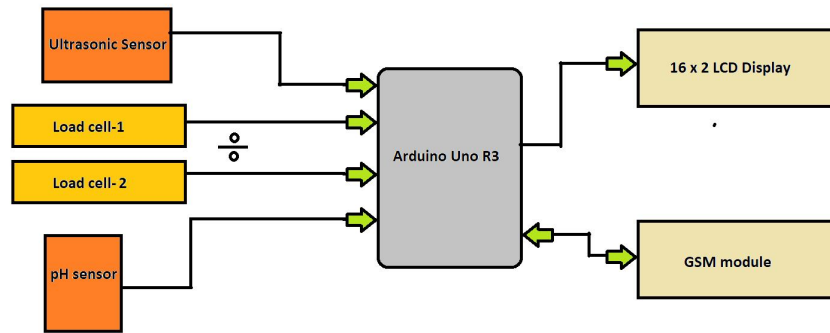 Ultrasonic Sensor
Load cell-1
Load cell- 2
pH sensor
Arduino Uno R3
16 x 2 LCD Display
GSM module